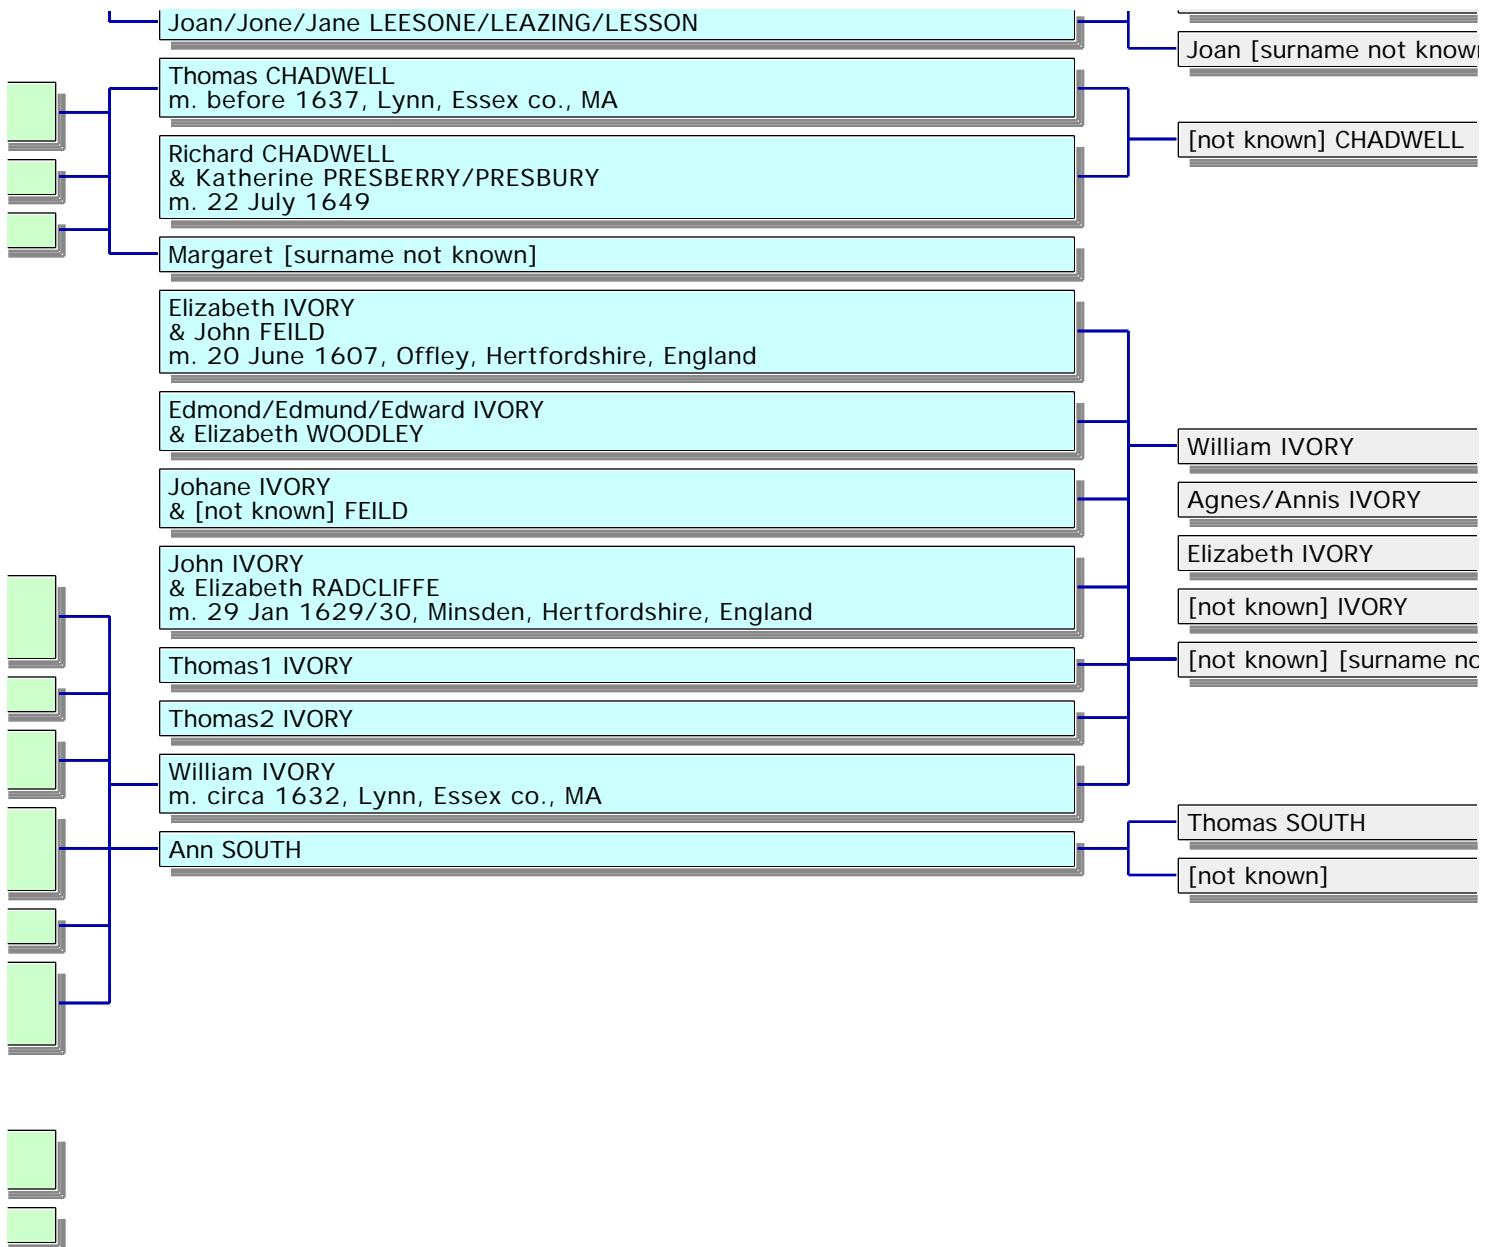 Joan/Jone/Jane LEESONE/LEAZING/LESSON
Joan [surname not known
Thomas CHADWELL
m. before 1637, Lynn, Essex co., MA
[not known] CHADWELL
Richard CHADWELL
& Katherine PRESBERRY/PRESBURY
m. 22 July 1649
Margaret [surname not known]
Elizabeth IVORY
& John FEILD
m. 20 June 1607, Offley, Hertfordshire, England
Edmond/Edmund/Edward IVORY
& Elizabeth WOODLEY
William IVORY
Johane IVORY
& [not known] FEILD
Agnes/Annis IVORY
Elizabeth IVORY
John IVORY
& Elizabeth RADCLIFFE
m. 29 Jan 1629/30, Minsden, Hertfordshire, England
[not known] IVORY
Thomas1 IVORY
[not known] [surname no
Thomas2 IVORY
William IVORY
m. circa 1632, Lynn, Essex co., MA
Thomas SOUTH
Ann SOUTH
[not known]